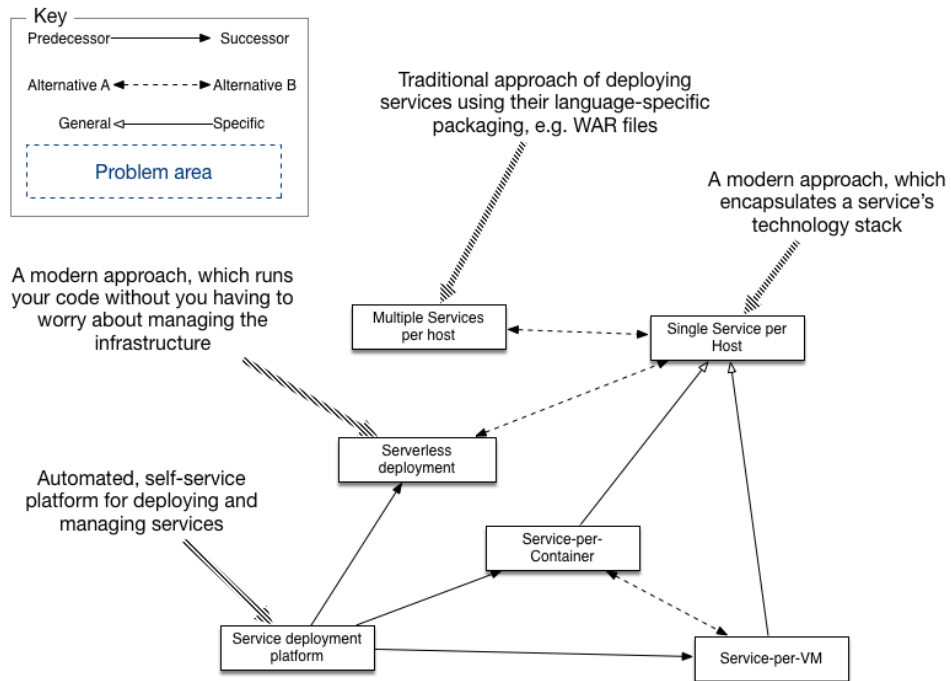 Key
Predecessor Successor
Alternative A Alternative B
General Specific
Problem area
Traditional approach of deploying
services using their language-specific
packaging, e.g. WAR files
A modern approach, which
encapsulates a service's
technology stack
A modern approach, which runs
your code without you having to
worry about managing the
infrastructure
Multiple Services
per host
Single Service per
Host
Serverless
deployment
Automated, self-service
platform for deploying and
managing services
Service-per-
Container
Service deployment
platform
Service-per-VM